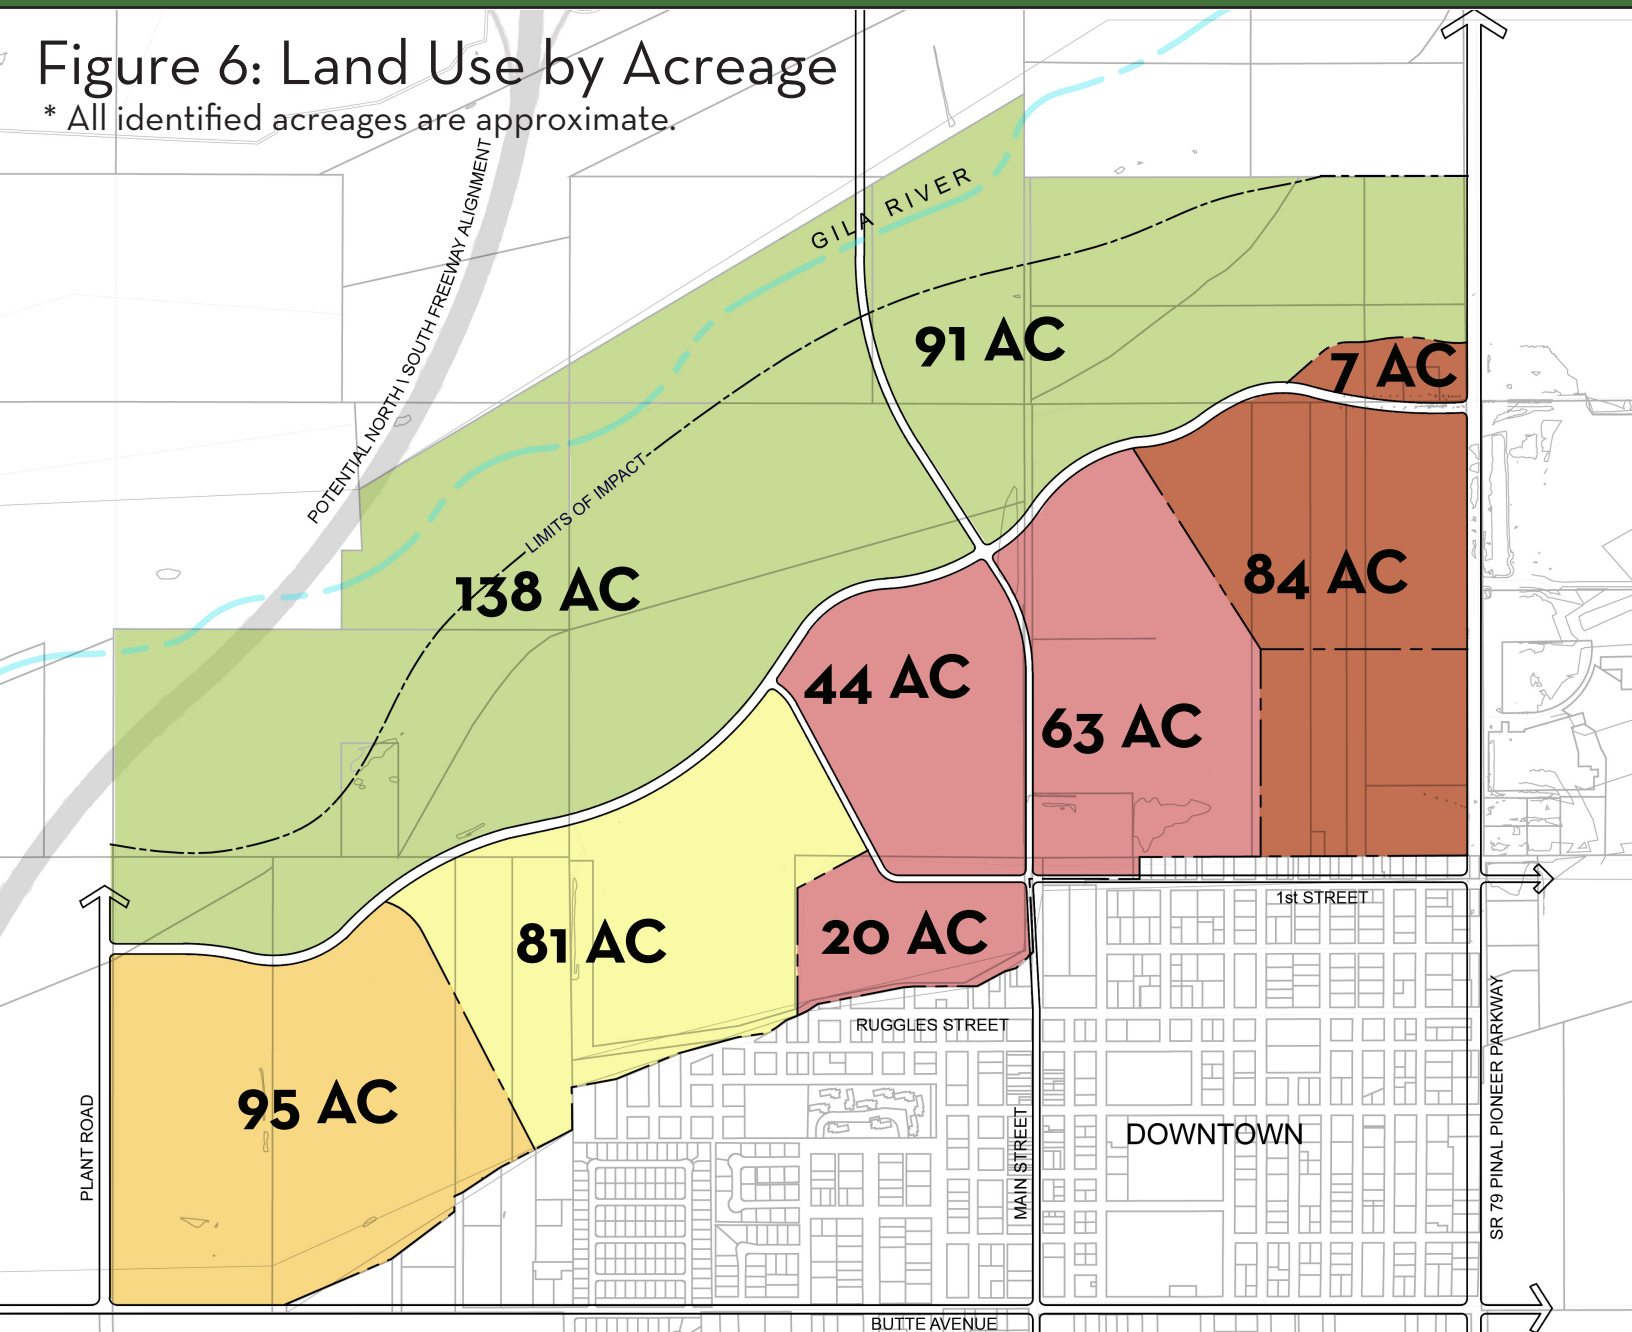 Figure 6: Land Use by Acreage
* All identified acreages are approximate.
POTENTIAL NORTH \ SOUTH FREEWAY ALIGNMENT
GILA RIVER
91 AC
7 AC
LIMITS OF IMPACT
138 AC
84 AC
44 AC
63 AC
1st STREET
20 AC
81 AC
RUGGLES STREET
95 AC
PLANT ROAD
MAIN STREET
DOWNTOWN
SR 79 PINAL PIONEER PARKWAY
BUTTE AVENUE